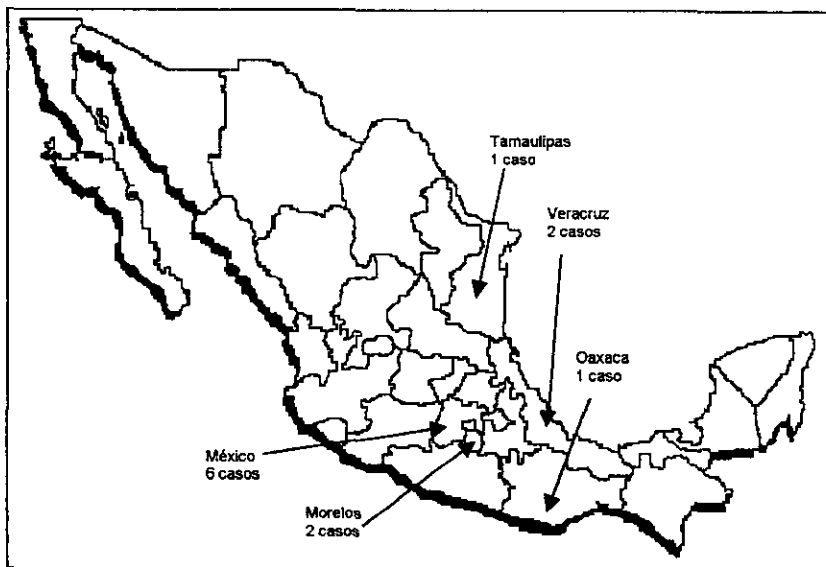 Tamaulipas
1 caso
Veracruz
2 casos
Oaxaca
1 caso
México
6 casos
Morelos
2 casos